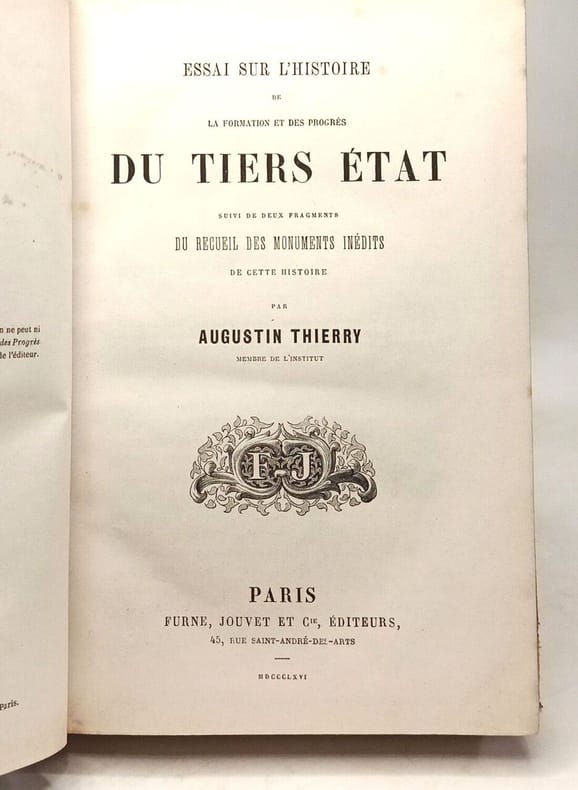 n ne peut ni
des Progrès
de l'éditeur.
Paris.
ESSAI SUR L'HISTOIRE
DE
LA FORMATION ET DES PROGRÈS
DU TIERS ÉTAT
SUIVI DE DEUX FRAGMENTS
DU RECUEIL DES MONUMENTS INÉDITS
DE CETTE HISTOIRE
PAR
AUGUSTIN THIERRY
MEMBRE DE L'INSTITUT
F-J
PARIS
FURNE, JOUVET ET Cie, ÉDITEURS,
45, RUE SAINT-ANDRÉ-DES-ARTS
MDCCCLXVI